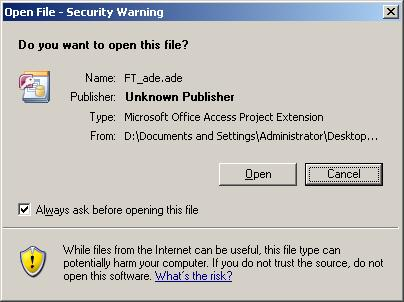 Open File - Security Warning
Do you want to open this file?
Name: FT_ade.ade
Publisher: Unknown Publisher
Type: Microsoft Office Access Project Extension
From: D:\Documents and Settings\Administrator\Desktop...
Open Cancel
Always ask before opening this file
While files from the Internet can be useful, this file type can
potentially harm your computer. If you do not trust the source, do not
open this software. What's the risk?